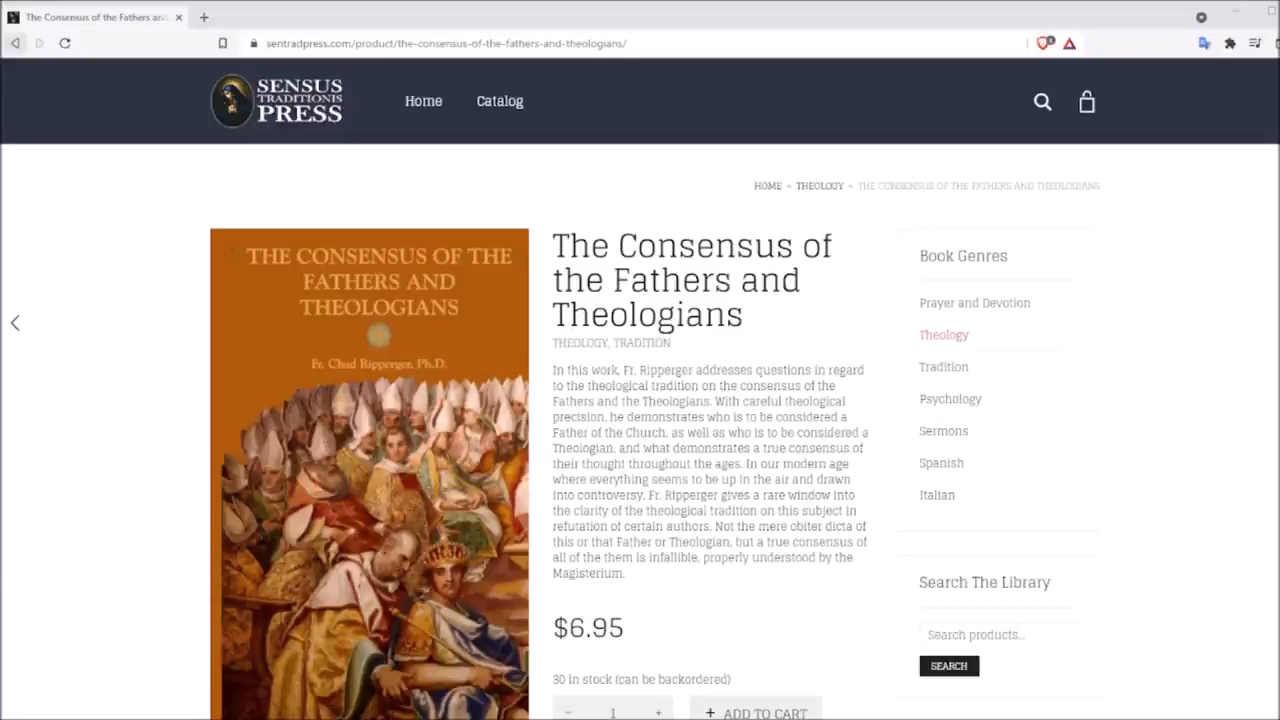 The Consensus of the Fathers and
sentradpress.com/product/the-consensus-of-the-fathers-and-theologians/
SENSUS
TRADITIONIS
PRESS
Home
Catalog
HOME » THEOLOGY » THE CONSENSUS OF THE FATHERS AND THEOLOGIANS
THE CONSENSUS OF THE
FATHERS AND
THEOLOGIANS
Fr. Chad Ripperger, Ph.D.
The Consensus of
the Fathers and
Theologians
THEOLOGY, TRADITION
In this work, Fr. Ripperger addresses questions in regard
to the theological tradition on the consensus of the
Fathers and the Theologians. With careful theological
precision, he demonstrates who is to be considered a
Father of the Church, as well as who is to be considered a
Theologian, and what demonstrates a true consensus of
their thought throughout the ages. In our modern age
where everything seems to be up in the air and drawn
into controversy, Fr. Ripperger gives a rare window into
the clarity of the theological tradition on this subject in
refutation of certain authors. Not the mere obiter dicta of
this or that Father or Theologian, but a true consensus of
all of the them is infallible, properly understood by the
Magisterium.
$6.95
30 in stock (can be backordered)
- 1 +
+ ADD TO CART
Book Genres
Prayer and Devotion
Theology
Tradition
Psychology
Sermons
Spanish
Italian
Search The Library
Search products...
SEARCH